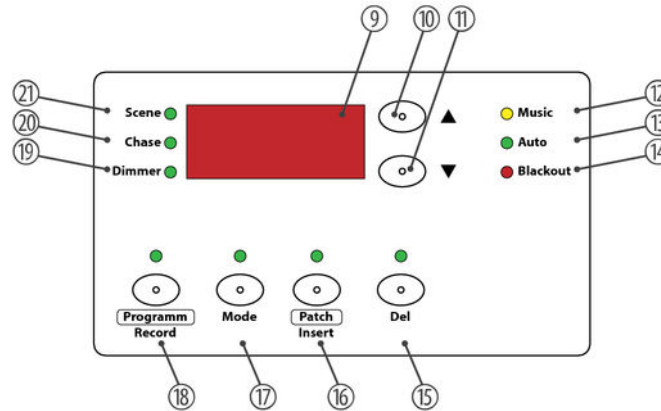 ⑨ ⑩ ⑪
㉑ Scene Music ⑫
⑳ Chase Auto ⑬
⑲ Dimmer Blackout ⑭
Programm Mode Patch Del
Record Insert
⑱ ⑰ ⑯ ⑮